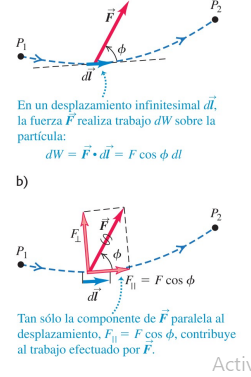 F⃗
P₂
P₁
ϕ
dl⃗
En un desplazamiento infinitesimal dl⃗,
la fuerza F⃗ realiza trabajo dW sobre la
partícula:
dW = F⃗ • dl⃗ = F cos ϕ dl
b)
F⃗
F⊥
P₂
ϕ
P₁
F∥ = F cos ϕ
dl⃗
Tan sólo la componente de F⃗ paralela al
desplazamiento, F∥ = F cos ϕ, contribuye
al trabajo efectuado por F⃗.
Activ